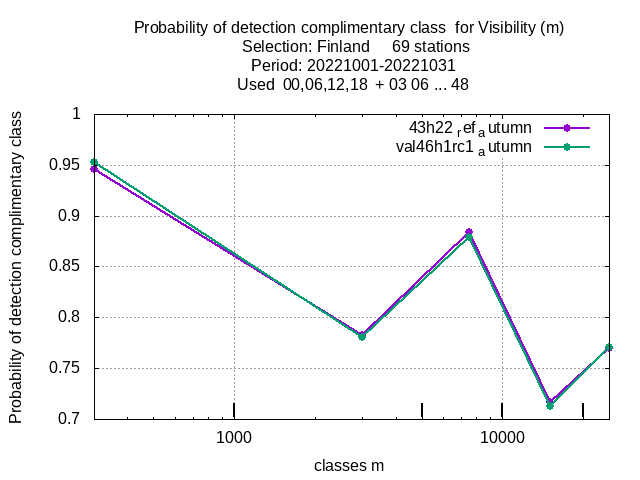 Probability of detection complimentary class  for Visibility (m)
Selection: Finland     69 stations
Period: 20221001-20221031
Used  00,06,12,18  + 03 06 ... 48
Probability of detection complimentary class
1
0.95
0.9
0.85
0.8
0.75
0.7
43h22 ref autumn
val46h1rc1 autumn
1000
10000
classes m